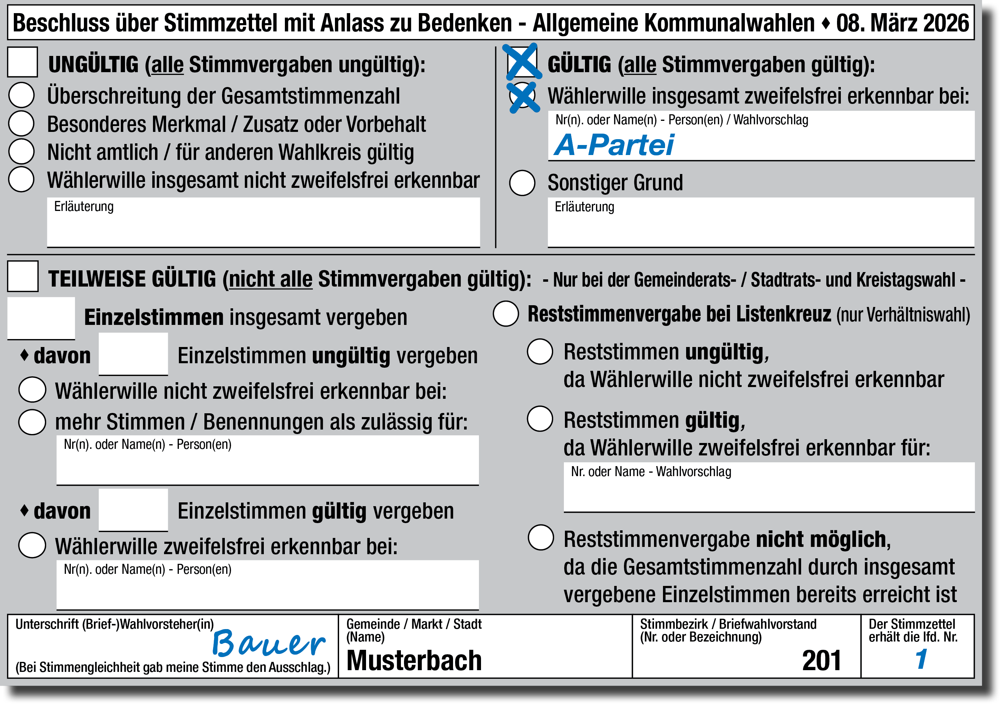 Beschluss über Stimmzettel mit Anlass zu Bedenken - Allgemeine Kommunalwahlen ♦ 08. März 2026
UNGÜLTIG (alle Stimmvergaben ungültig):
Überschreitung der Gesamtstimmenzahl
Besonderes Merkmal / Zusatz oder Vorbehalt
Nicht amtlich / für anderen Wahlkreis gültig
Wählerwille insgesamt nicht zweifelsfrei erkennbar
Erläuterung
GÜLTIG (alle Stimmvergaben gültig):
Wählerwille insgesamt zweifelsfrei erkennbar bei:
Nr(n). oder Name(n) - Person(en) / Wahlvorschlag
A-Partei
Sonstiger Grund
Erläuterung
TEILWEISE GÜLTIG (nicht alle Stimmvergaben gültig): - Nur bei der Gemeinderats- / Stadtrats- und Kreistagswahl -
Einzelstimmen insgesamt vergeben
♦ davon Einzelstimmen ungültig vergeben
Wählerwille nicht zweifelsfrei erkennbar bei:
mehr Stimmen / Benennungen als zulässig für:
Nr(n). oder Name(n) - Person(en)
♦ davon Einzelstimmen gültig vergeben
Wählerwille zweifelsfrei erkennbar bei:
Nr(n). oder Name(n) - Person(en)
Reststimmenvergabe bei Listenkreuz (nur Verhältniswahl)
Reststimmen ungültig,
da Wählerwille nicht zweifelsfrei erkennbar
Reststimmen gültig,
da Wählerwille zweifelsfrei erkennbar für:
Nr. oder Name - Wahlvorschlag
Reststimmenvergabe nicht möglich,
da die Gesamtstimmenzahl durch insgesamt
vergebene Einzelstimmen bereits erreicht ist
Unterschrift (Brief-)Wahlvorsteher(in)
Bauer
(Bei Stimmengleichheit gab meine Stimme den Ausschlag.)
Gemeinde / Markt / Stadt
(Name)
Musterbach
Stimmbezirk / Briefwahlvorstand
(Nr. oder Bezeichnung)
201
Der Stimmzettel
erhält die lfd. Nr.
1